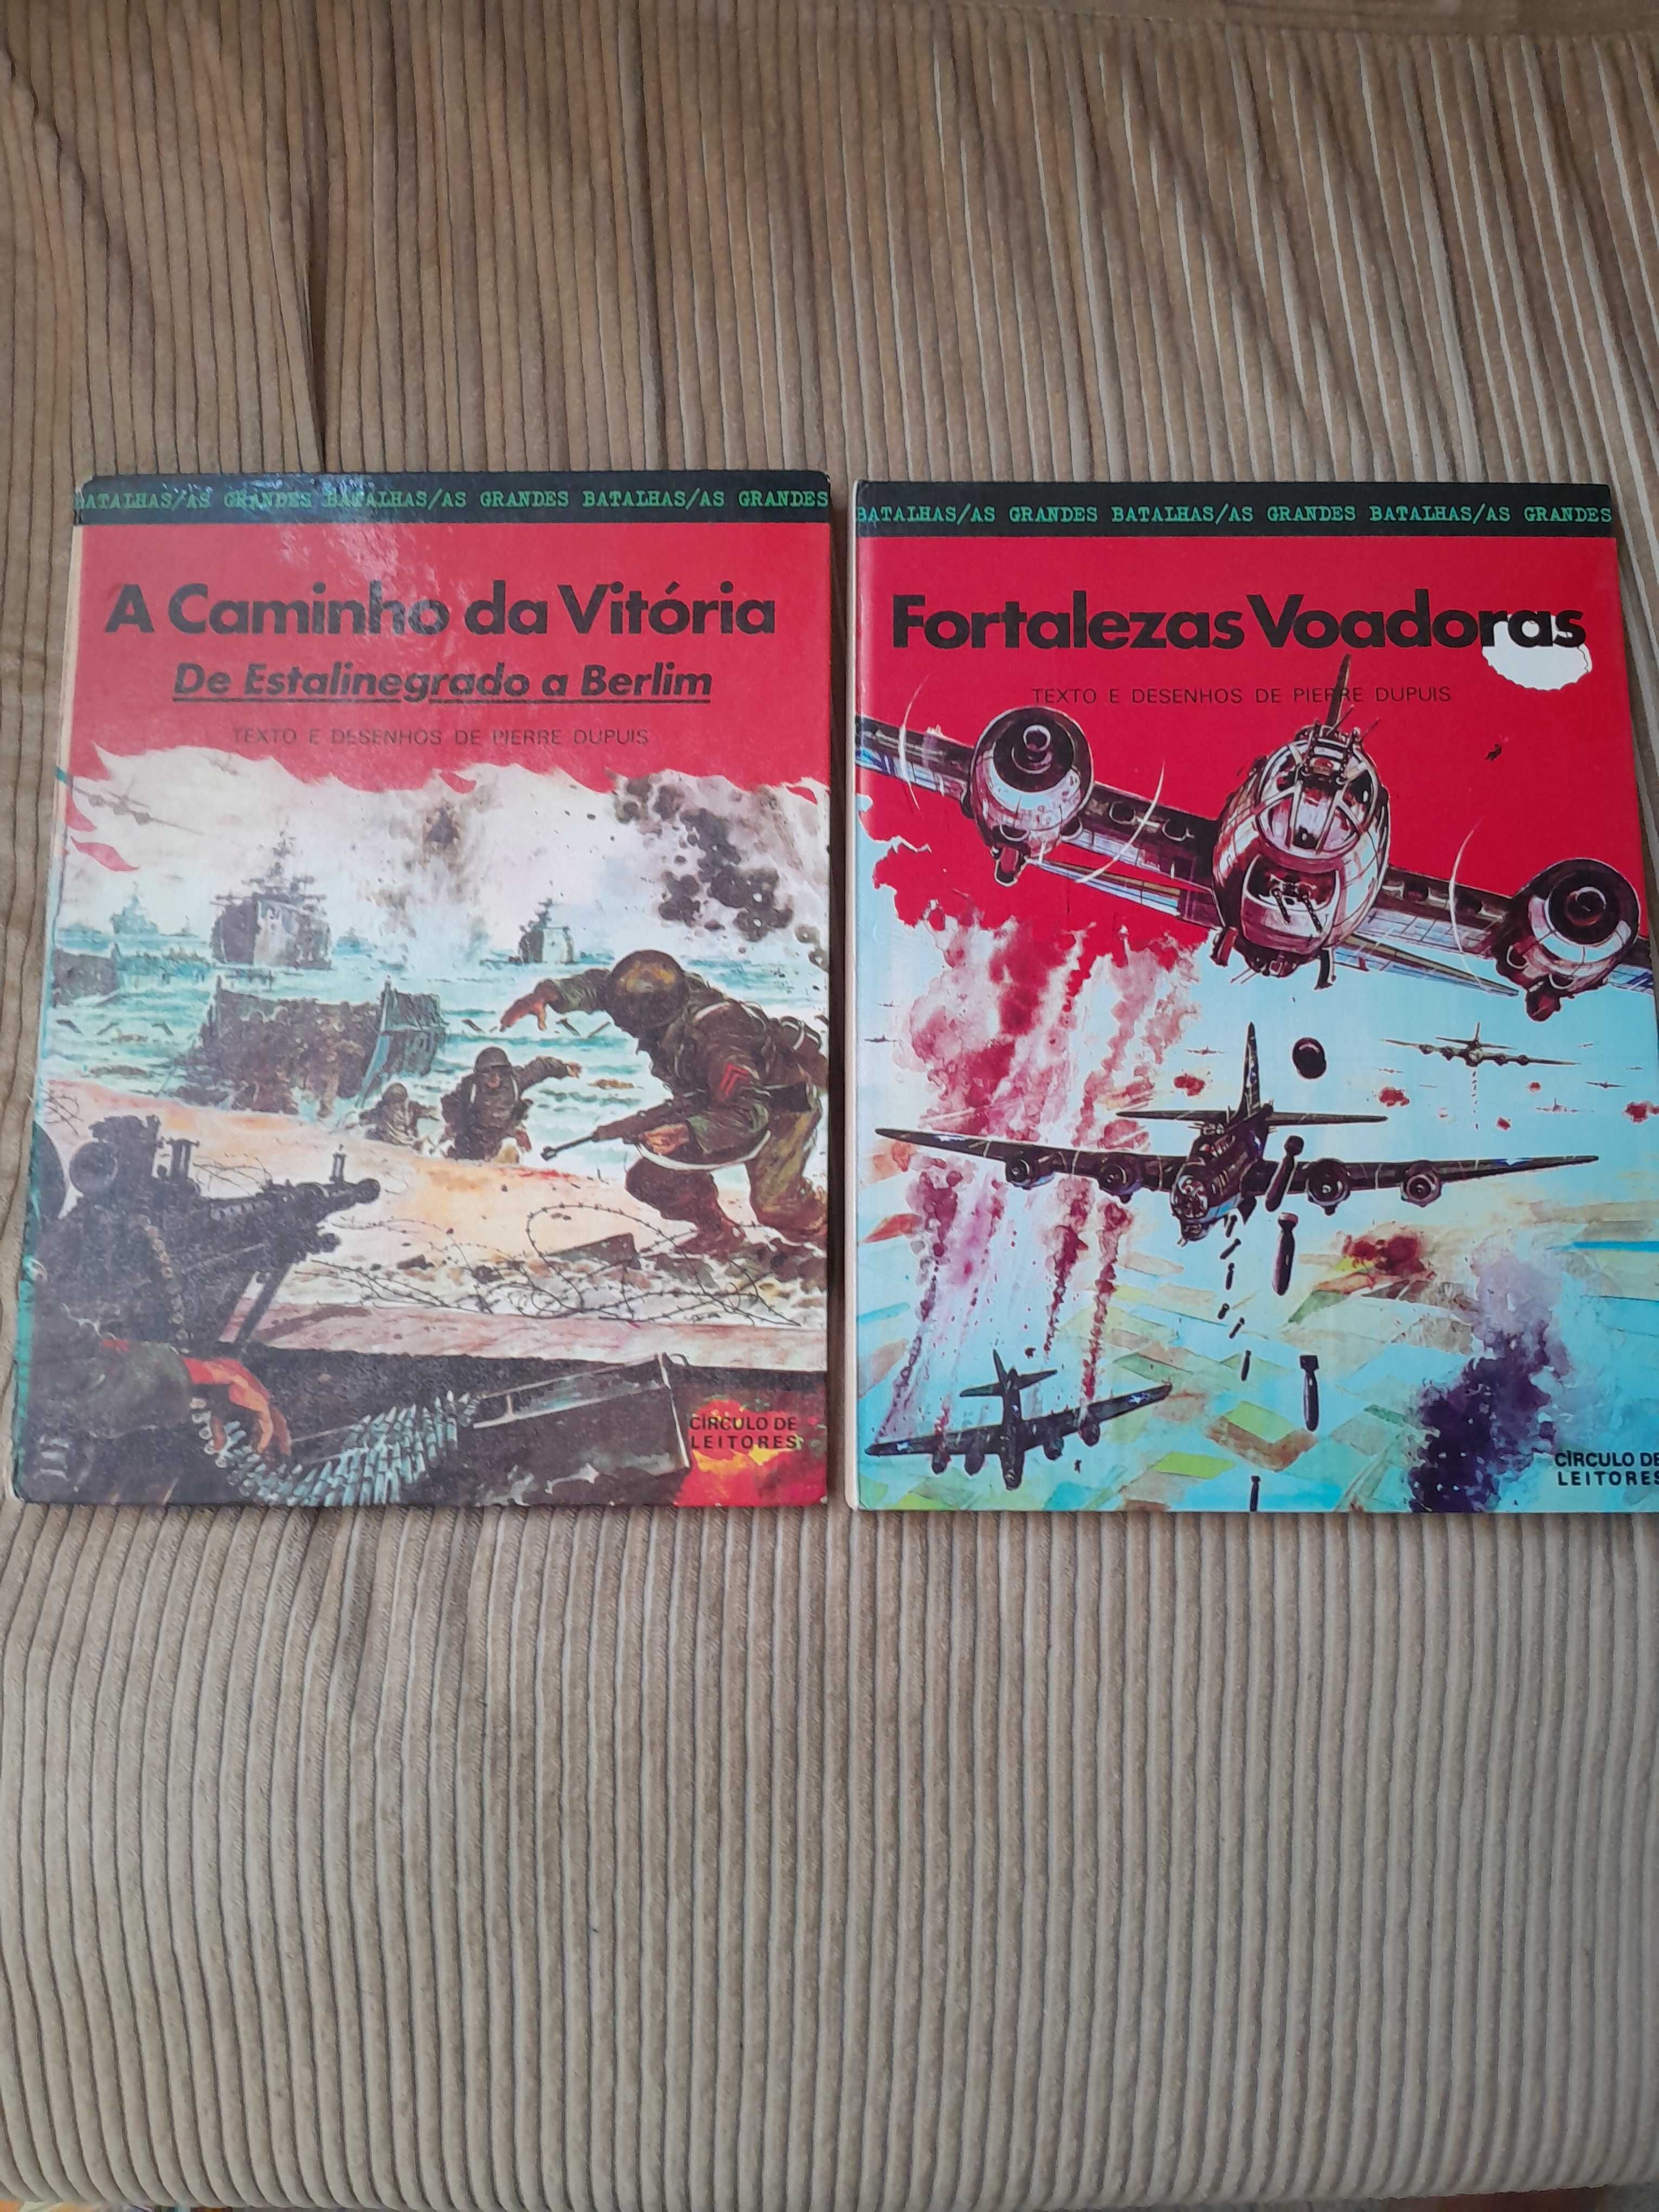 BATALHAS/AS GRANDES BATALHAS/AS GRANDES BATALHAS/AS GRANDES
A Caminho da Vitória
De Estalinegrado a Berlim
TEXTO E DESENHOS DE PIERRE DUPUIS
CÍRCULO DE
LEITORES
BATALHAS/AS GRANDES BATALHAS/AS GRANDES BATALHAS/AS GRANDES
Fortalezas Voadoras
TEXTO E DESENHOS DE PIERRE DUPUIS
CÍRCULO DE
LEITORES